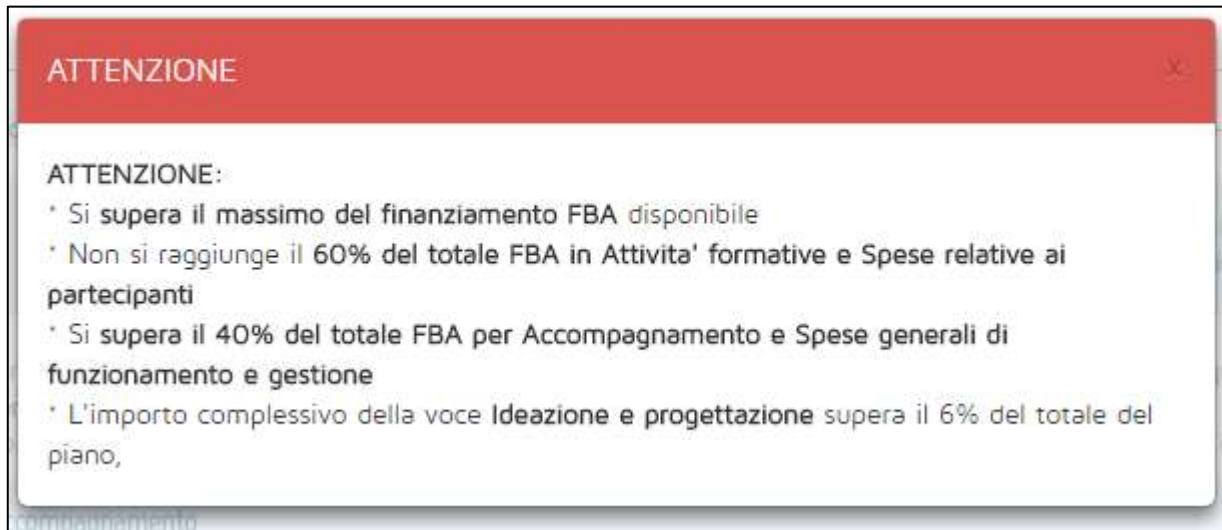 ATTENZIONE
x
ATTENZIONE:
* Si supera il massimo del finanziamento FBA disponibile
* Non si raggiunge il 60% del totale FBA in Attivita' formative e Spese relative ai
partecipanti
* Si supera il 40% del totale FBA per Accompagnamento e Spese generali di
funzionamento e gestione
* L'importo complessivo della voce Ideazione e progettazione supera il 6% del totale del
piano,